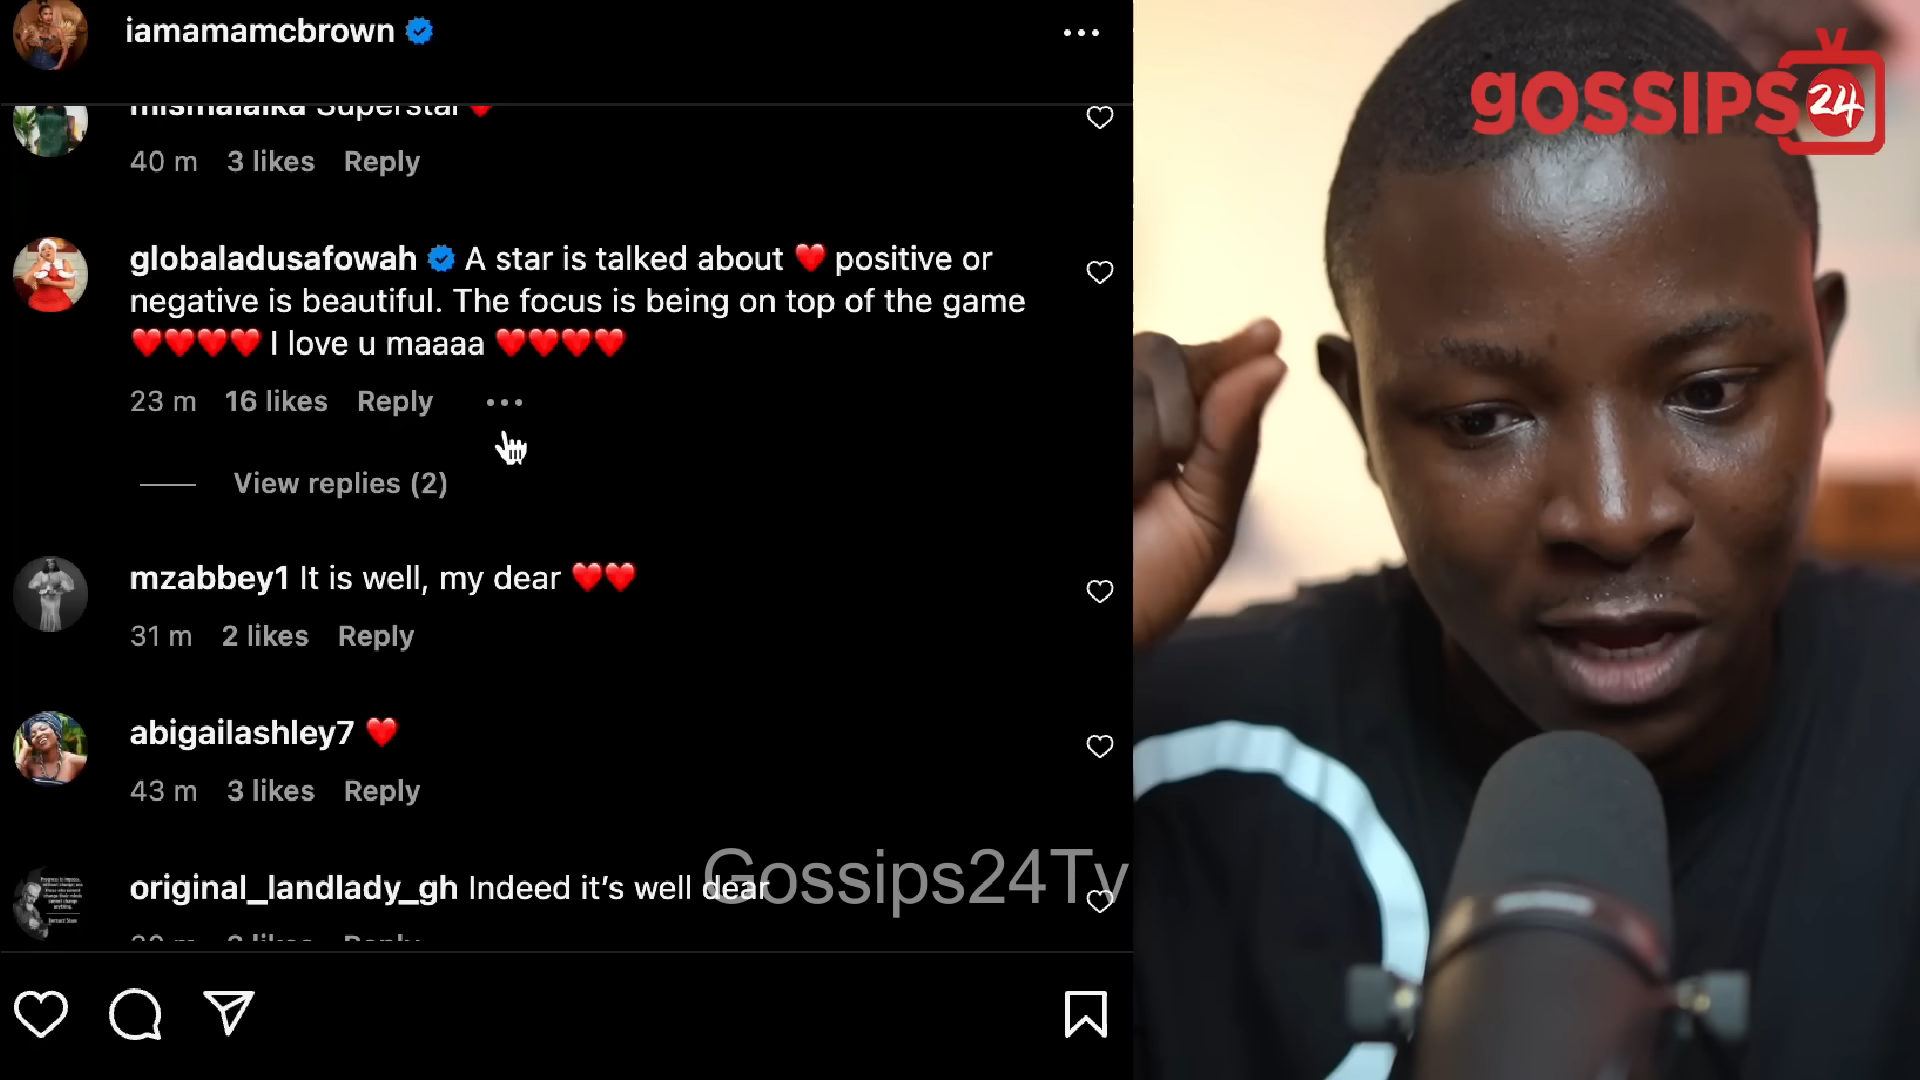 iamamamcbrown
mismalaika Superstar
40 m 3 likes Reply
globaladusafowah A star is talked about ❤️ positive or
negative is beautiful. The focus is being on top of the game
❤️❤️❤️❤️ I love u maaaa ❤️❤️❤️❤️
23 m 16 likes Reply
View replies (2)
mzabbey1 It is well, my dear ❤️❤️
31 m 2 likes Reply
abigailashley7 ❤️
43 m 3 likes Reply
original_landlady_gh Indeed it's well dear
Gossips24Tv
gossips 24